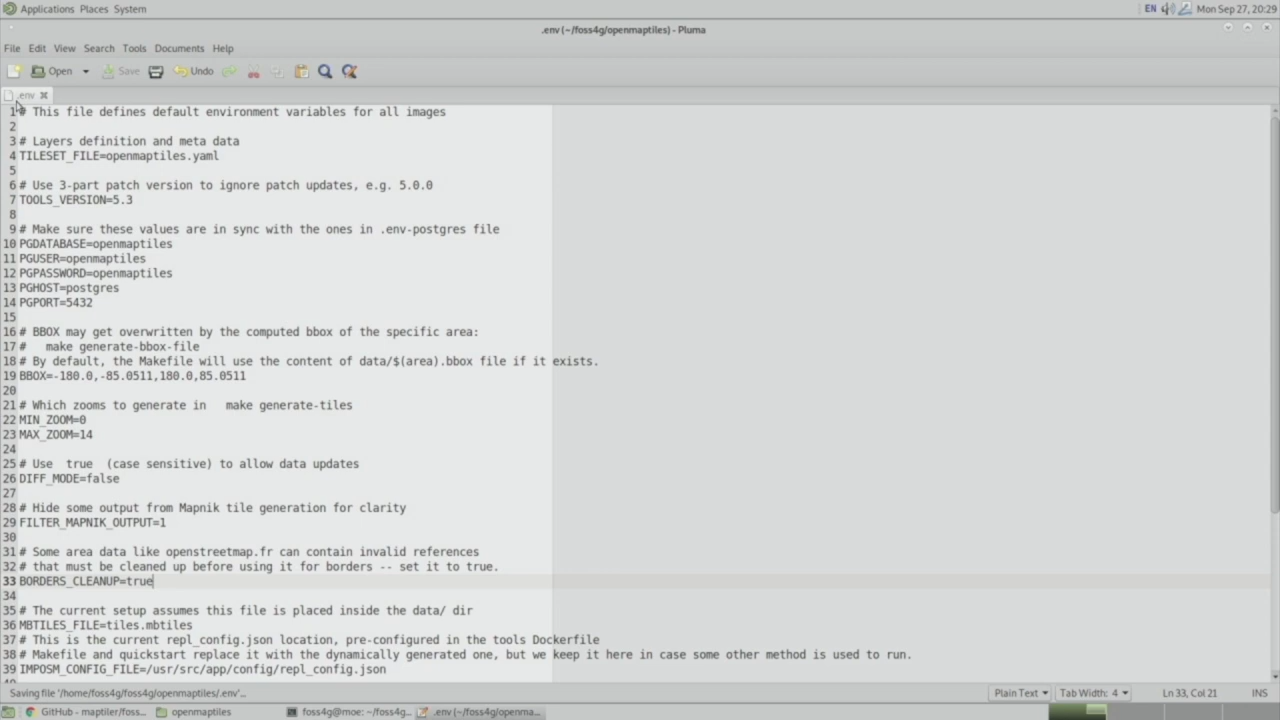 Applications Places System EN Mon Sep 27, 20:29
.env (~/foss4g/openmaptiles) - Pluma
File Edit View Search Tools Documents Help
Open Save Undo
.env
1 # This file defines default environment variables for all images
2
3 # Layers definition and meta data
4 TILESET_FILE=openmaptiles.yaml
5
6 # Use 3-part patch version to ignore patch updates, e.g. 5.0.0
7 TOOLS_VERSION=5.3
8
9 # Make sure these values are in sync with the ones in .env-postgres file
10 PGDATABASE=openmaptiles
11 PGUSER=openmaptiles
12 PGPASSWORD=openmaptiles
13 PGHOST=postgres
14 PGPORT=5432
15
16 # BBOX may get overwritten by the computed bbox of the specific area:
17 #   make generate-bbox-file
18 # By default, the Makefile will use the content of data/$(area).bbox file if it exists.
19 BBOX=-180.0,-85.0511,180.0,85.0511
20
21 # Which zooms to generate in   make generate-tiles
22 MIN_ZOOM=0
23 MAX_ZOOM=14
24
25 # Use  true  (case sensitive) to allow data updates
26 DIFF_MODE=false
27
28 # Hide some output from Mapnik tile generation for clarity
29 FILTER_MAPNIK_OUTPUT=1
30
31 # Some area data like openstreetmap.fr can contain invalid references
32 # that must be cleaned up before using it for borders -- set it to true.
33 BORDERS_CLEANUP=true
34
35 # The current setup assumes this file is placed inside the data/ dir
36 MBTILES_FILE=tiles.mbtiles
37 # This is the current repl_config.json location, pre-configured in the tools Dockerfile
38 # Makefile and quickstart replace it with the dynamically generated one, but we keep it here in case some other method is used to run.
39 IMPOSM_CONFIG_FILE=/usr/src/app/config/repl_config.json
Saving file '/home/foss4g/foss4g/openmaptiles/.env'... Plain Text Tab Width: 4 Ln 33, Col 21 INS
GitHub - maptiler/foss... openmaptiles foss4g@moe: ~/foss4g... .env (~/foss4g/openma...